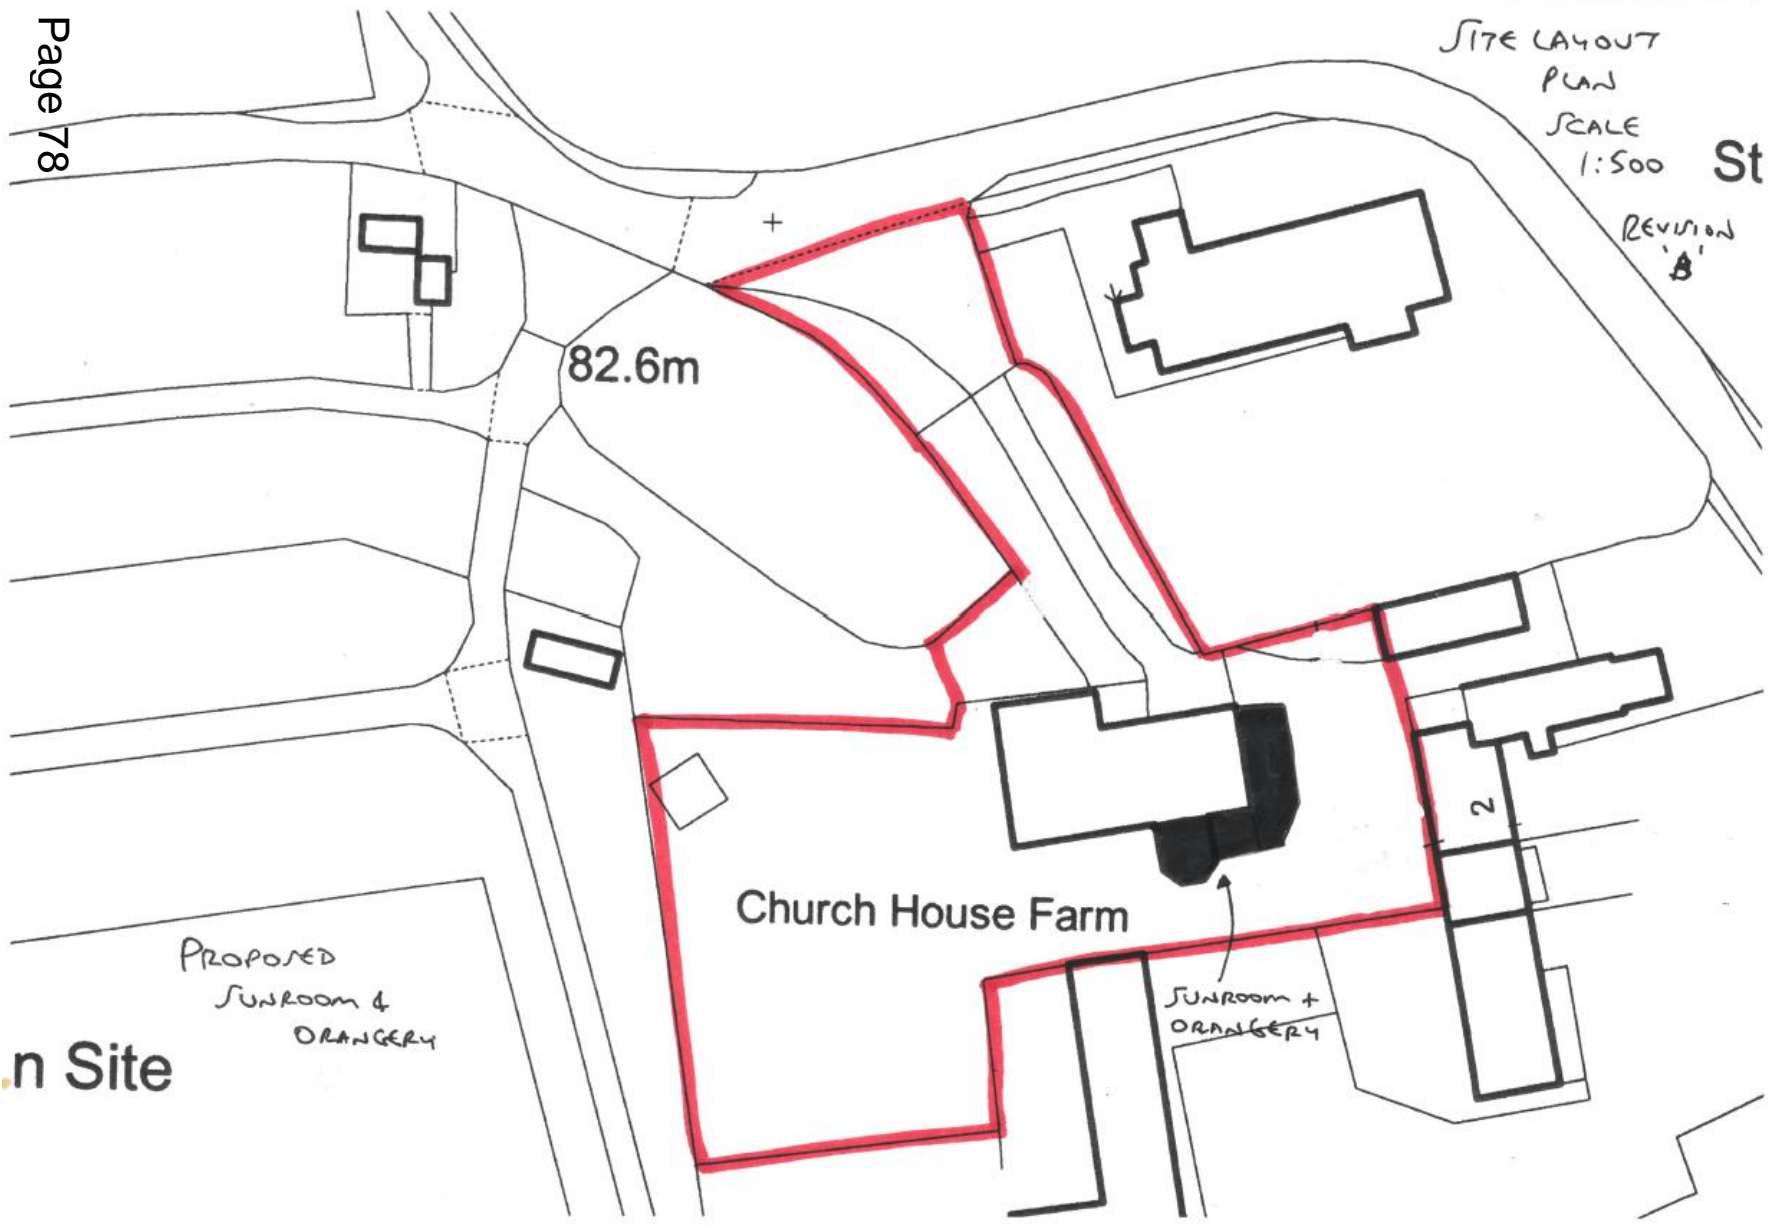 Page 78
SITE LAYOUT
PLAN
SCALE
1:500
St
REVISION
'B'
82.6m
2
Church House Farm
PROPOSED
SUNROOM &
ORANGERY
SUNROOM +
ORANGERY
n Site